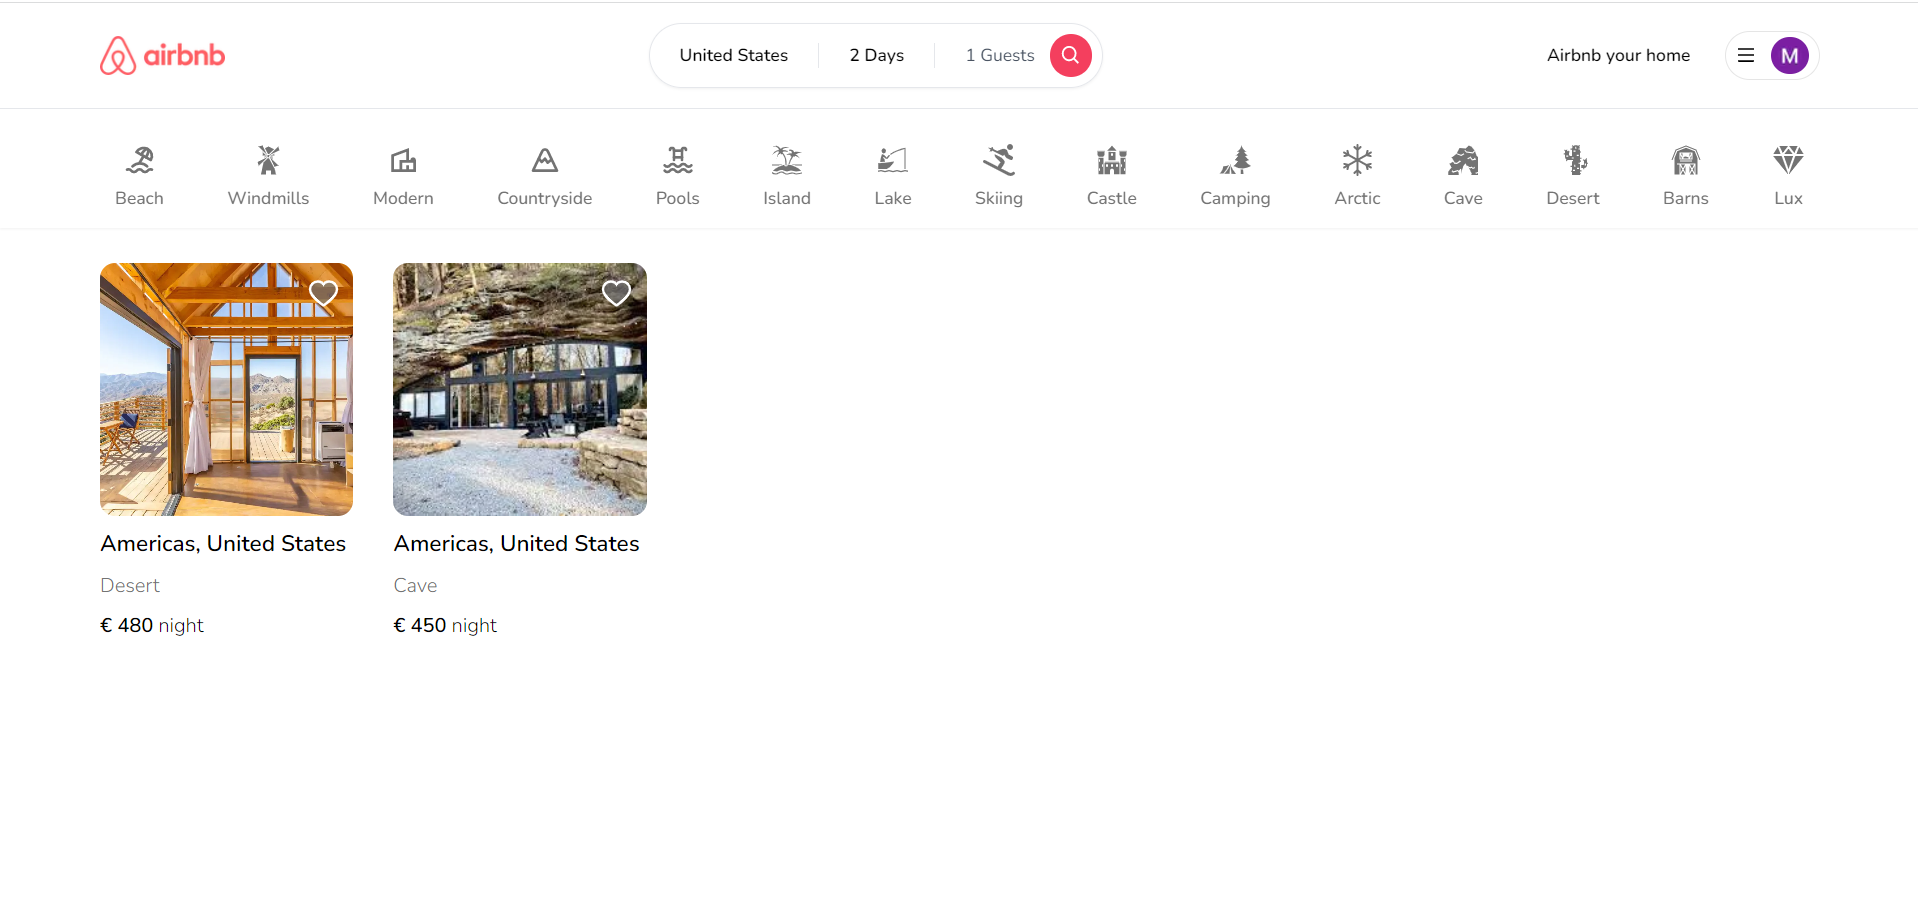 airbnb
United States
2 Days
1 Guests
Airbnb your home
M
Beach
Windmills
Modern
Countryside
Pools
Island
Lake
Skiing
Castle
Camping
Arctic
Cave
Desert
Barns
Lux
Americas, United States
Desert
€ 480 night
Americas, United States
Cave
€ 450 night